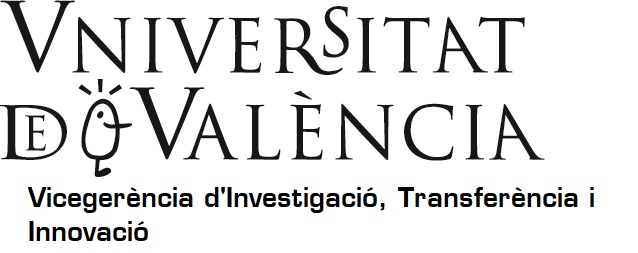 VNIVERSITAT
DE VALÈNCIA
Vicegerència d'Investigació, Transferència i
Innovació